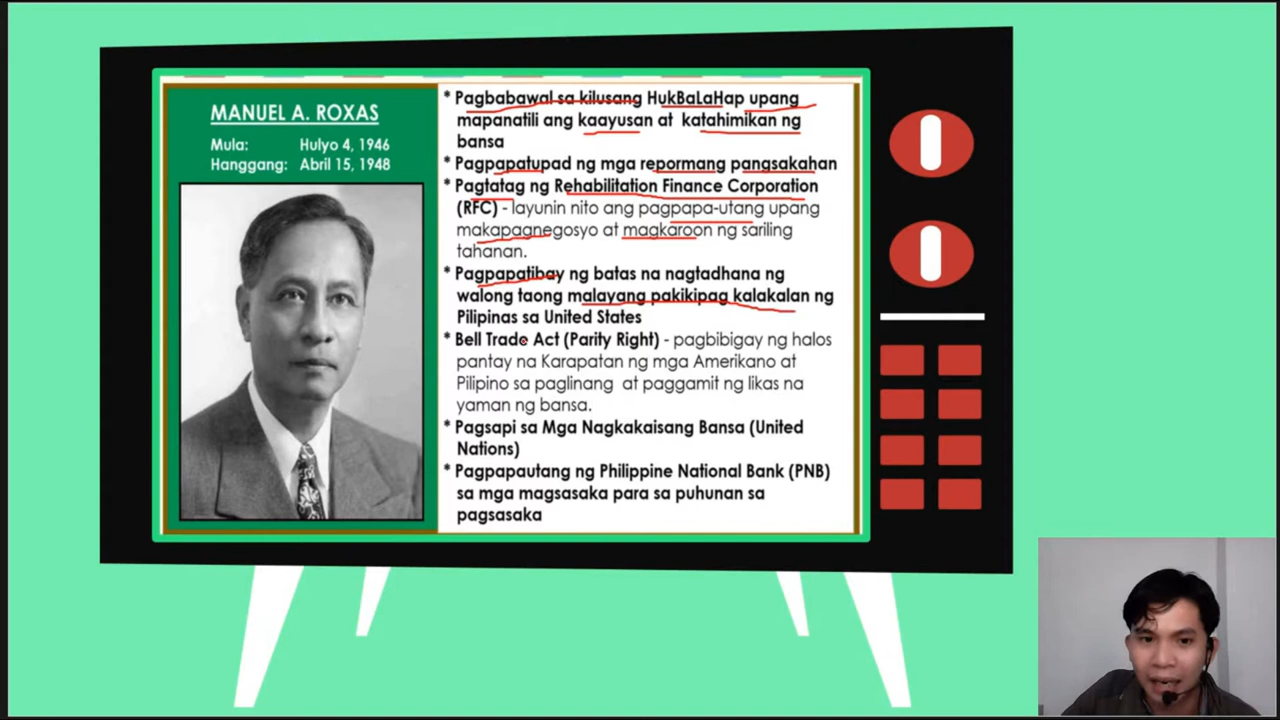 MANUEL A. ROXAS
Mula: Hulyo 4, 1946
Hanggang: Abril 15, 1948
* Pagbabawal sa kilusang HukBaLaHap upang
mapanatili ang kaayusan at katahimikan ng
bansa
* Pagpapatupad ng mga repormang pangsakahan
* Pagtatag ng Rehabilitation Finance Corporation
(RFC) - layunin nito ang pagpapa-utang upang
makapagnegosyo at magkaroon ng sariling
tahanan.
* Pagpapatibay ng batas na nagtadhana ng
walong taong malayang pakikipag kalakalan ng
Pilipinas sa United States
* Bell Trade Act (Parity Right) - pagbibigay ng halos
pantay na Karapatan ng mga Amerikano at
Pilipino sa paglinang at paggamit ng likas na
yaman ng bansa.
* Pagsapi sa Mga Nagkakaisang Bansa (United
Nations)
* Pagpapautang ng Philippine National Bank (PNB)
sa mga magsasaka para sa puhunan sa
pagsasaka